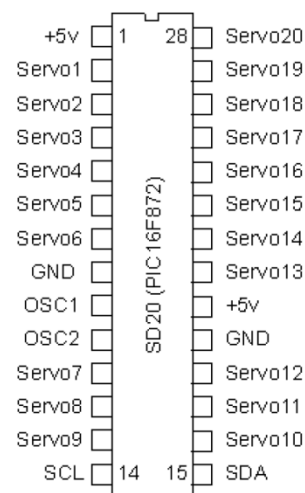 +5v 1 28 Servo20
Servo1 Servo19
Servo2 Servo18
Servo3 Servo17
Servo4 Servo16
Servo5 Servo15
Servo6 Servo14
GND Servo13
OSC1 +5v
OSC2 GND
Servo7 Servo12
Servo8 Servo11
Servo9 Servo10
SCL 14 15 SDA
SD20 (PIC16F872)